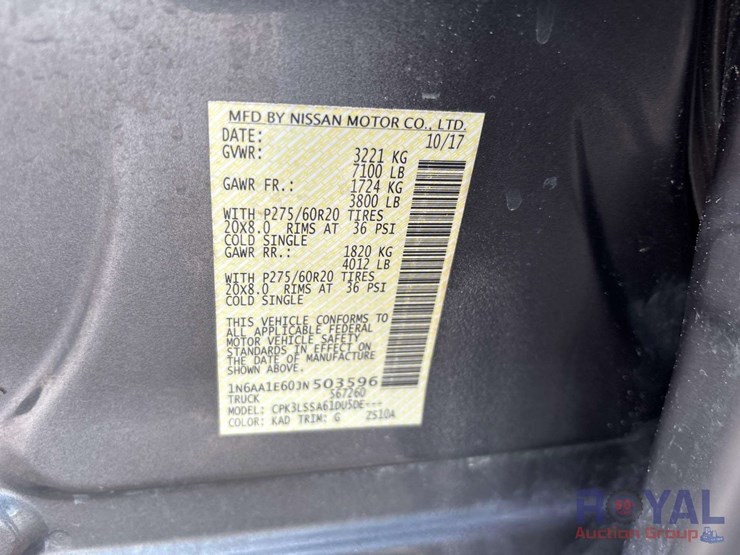 MFD BY NISSAN MOTOR CO., LTD.
DATE: 10/17
GVWR: 3221 KG
7100 LB
GAWR FR.: 1724 KG
3800 LB
WITH P275/60R20 TIRES
20X8.0 RIMS AT 36 PSI
COLD SINGLE
GAWR RR.: 1820 KG
4012 LB
WITH P275/60R20 TIRES
20X8.0 RIMS AT 36 PSI
COLD SINGLE
THIS VEHICLE CONFORMS TO
ALL APPLICABLE FEDERAL
MOTOR VEHICLE SAFETY
STANDARDS IN EFFECT ON
THE DATE OF MANUFACTURE
SHOWN ABOVE.
1N6AA1E60JN503596
TRUCK 567260
MODEL: CPK3LSSA61DU5DE---
COLOR: KAD TRIM: G ZS10A
ROYAL
Auction Group